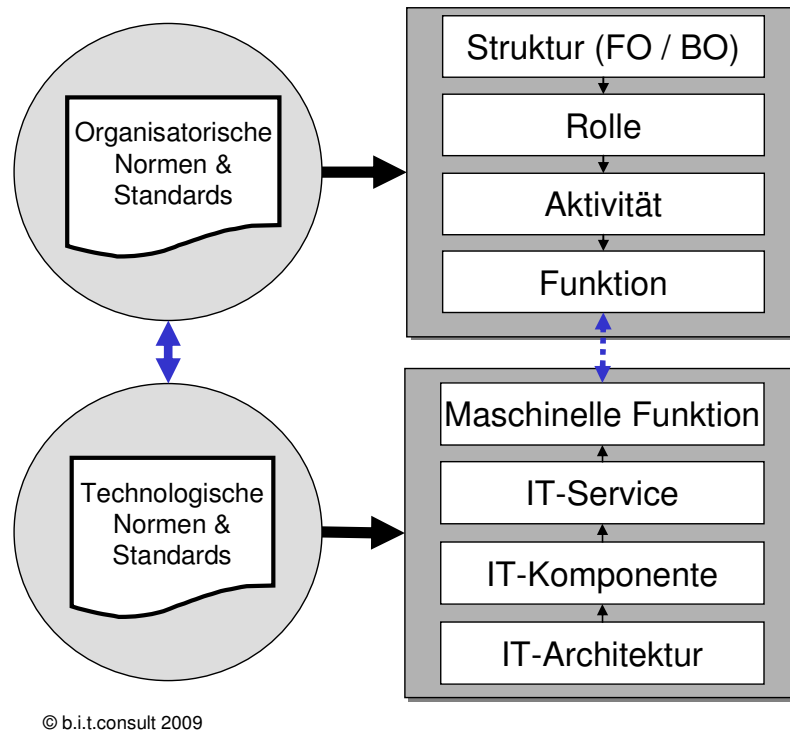 Organisatorische
Normen &
Standards
Struktur (FO / BO)
Rolle
Aktivität
Funktion
Technologische
Normen &
Standards
Maschinelle Funktion
IT-Service
IT-Komponente
IT-Architektur
© b.i.t.consult 2009